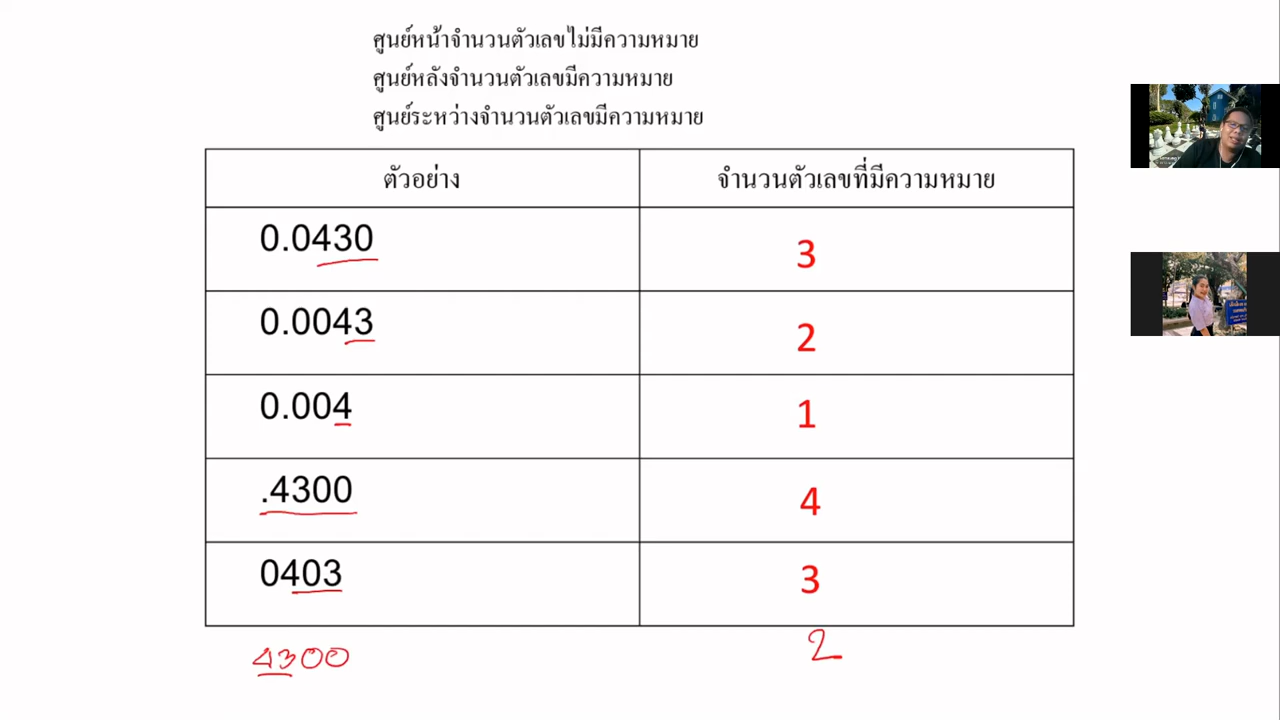 ศูนย์หน้าจำนวนตัวเลขไม่มีความหมาย
ศูนย์หลังจำนวนตัวเลขมีความหมาย
ศูนย์ระหว่างจำนวนตัวเลขมีความหมาย
ตัวอย่าง จำนวนตัวเลขที่มีความหมาย
0.0430 3
0.0043 2
0.004 1
.4300 4
0403 3
4300 2